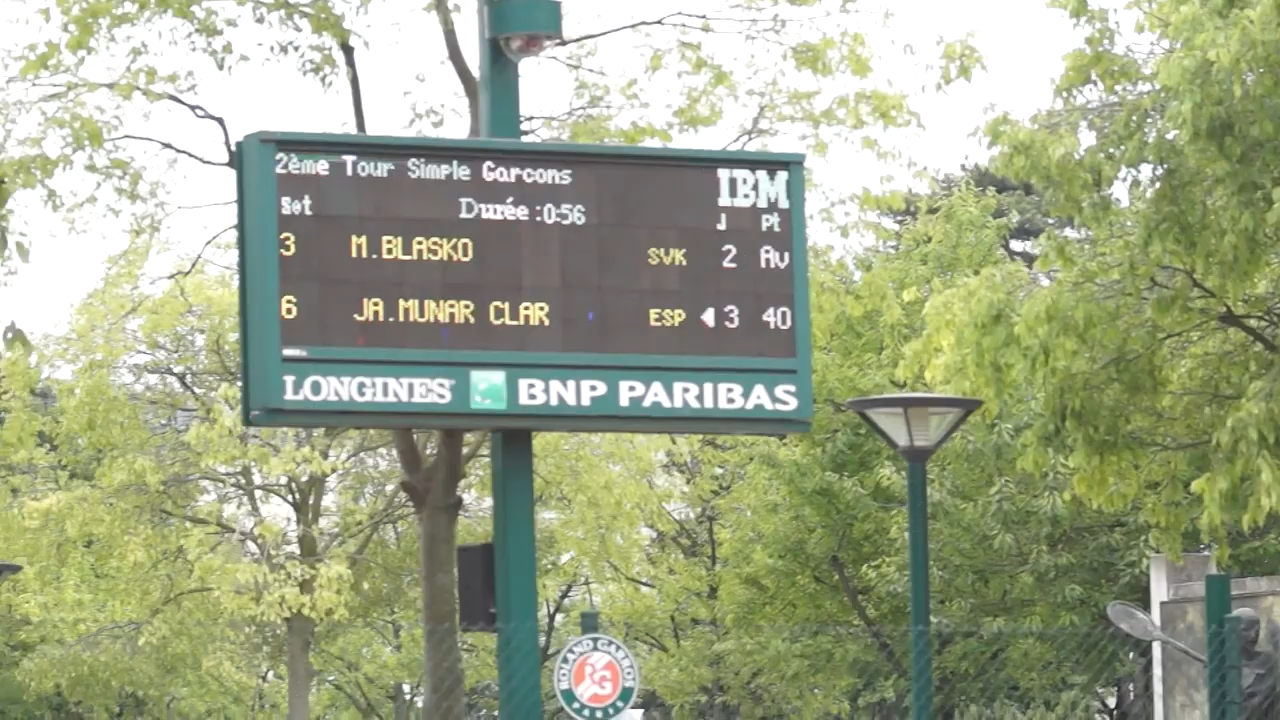 2ème Tour Simple Garcons
IBM
Set Durée :0:56 J Pt
3 M.BLASKO SVK 2 Av
6 JA.MUNAR CLAR ESP 3 40
LONGINES BNP PARIBAS
ROLAND GARROS
RG
PARIS